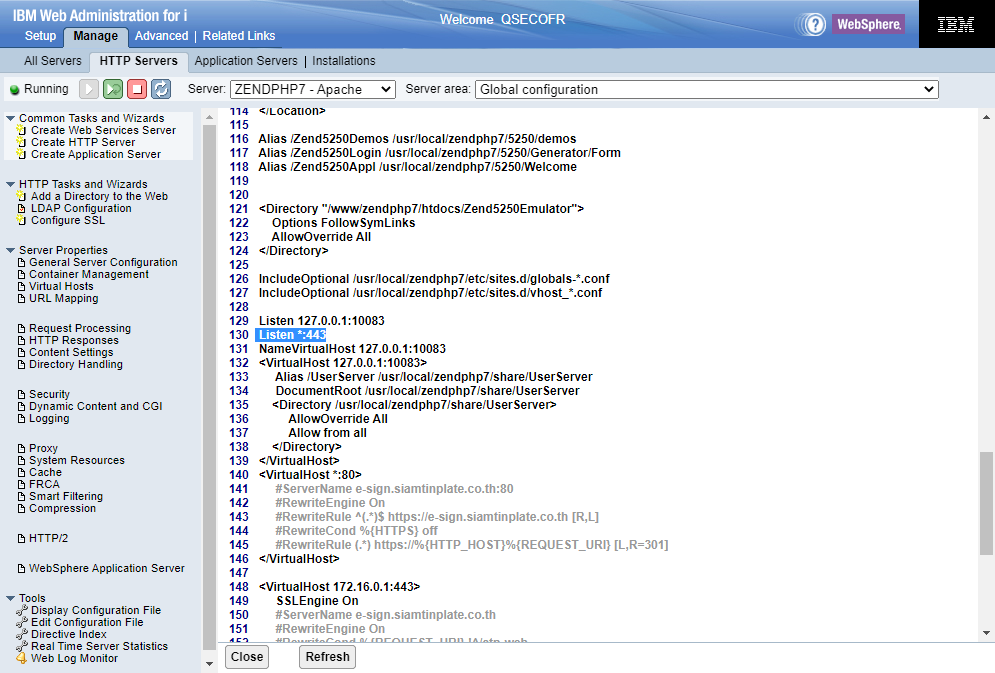 IBM Web Administration for i
Welcome QSECOFR
WebSphere.
IBM
Setup Manage Advanced | Related Links
All Servers HTTP Servers Application Servers | Installations
Running Server: ZENDPHP7 - Apache Server area: Global configuration
Common Tasks and Wizards
Create Web Services Server
Create HTTP Server
Create Application Server
HTTP Tasks and Wizards
Add a Directory to the Web
LDAP Configuration
Configure SSL
Server Properties
General Server Configuration
Container Management
Virtual Hosts
URL Mapping
Request Processing
HTTP Responses
Content Settings
Directory Handling
Security
Dynamic Content and CGI
Logging
Proxy
System Resources
Cache
FRCA
Smart Filtering
Compression
HTTP/2
WebSphere Application Server
Tools
Display Configuration File
Edit Configuration File
Directive Index
Real Time Server Statistics
Web Log Monitor
114 </Location>
115
116 Alias /Zend5250Demos /usr/local/zendphp7/5250/demos
117 Alias /Zend5250Login /usr/local/zendphp7/5250/Generator/Form
118 Alias /Zend5250Appl /usr/local/zendphp7/5250/Welcome
119
120
121 <Directory "/www/zendphp7/htdocs/Zend5250Emulator">
122 Options FollowSymLinks
123 AllowOverride All
124 </Directory>
125
126 IncludeOptional /usr/local/zendphp7/etc/sites.d/globals-*.conf
127 IncludeOptional /usr/local/zendphp7/etc/sites.d/vhost_*.conf
128
129 Listen 127.0.0.1:10083
130 Listen *:443
131 NameVirtualHost 127.0.0.1:10083
132 <VirtualHost 127.0.0.1:10083>
133 Alias /UserServer /usr/local/zendphp7/share/UserServer
134 DocumentRoot /usr/local/zendphp7/share/UserServer
135 <Directory /usr/local/zendphp7/share/UserServer>
136 AllowOverride All
137 Allow from all
138 </Directory>
139 </VirtualHost>
140 <VirtualHost *:80>
141 #ServerName e-sign.siamtinplate.co.th:80
142 #RewriteEngine On
143 #RewriteRule ^(.*)$ https://e-sign.siamtinplate.co.th [R,L]
144 #RewriteCond %{HTTPS} off
145 #RewriteRule (.*) https://%{HTTP_HOST}%{REQUEST_URI} [L,R=301]
146 </VirtualHost>
147
148 <VirtualHost 172.16.0.1:443>
149 SSLEngine On
150 #ServerName e-sign.siamtinplate.co.th
151 #RewriteEngine On
Close Refresh